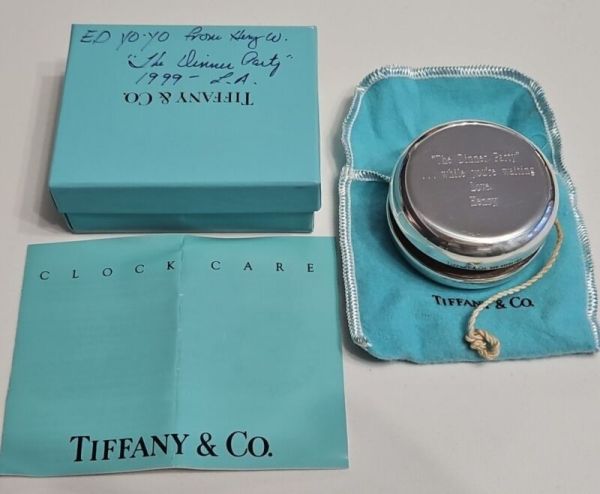 ED YO-YO From Henry W.
"The Dinner Party"
1999 - L.A.
TIFFANY & CO.
"The Dinner Party"
. . . while you're waiting
Love,
Henry
TIFFANY & CO.
CLOCK CARE
TIFFANY & CO.